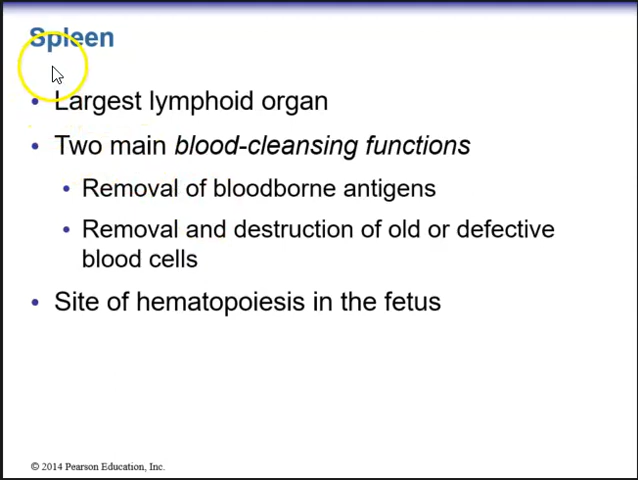 Spleen
• Largest lymphoid organ
• Two main blood-cleansing functions
• Removal of bloodborne antigens
• Removal and destruction of old or defective
blood cells
• Site of hematopoiesis in the fetus
© 2014 Pearson Education, Inc.